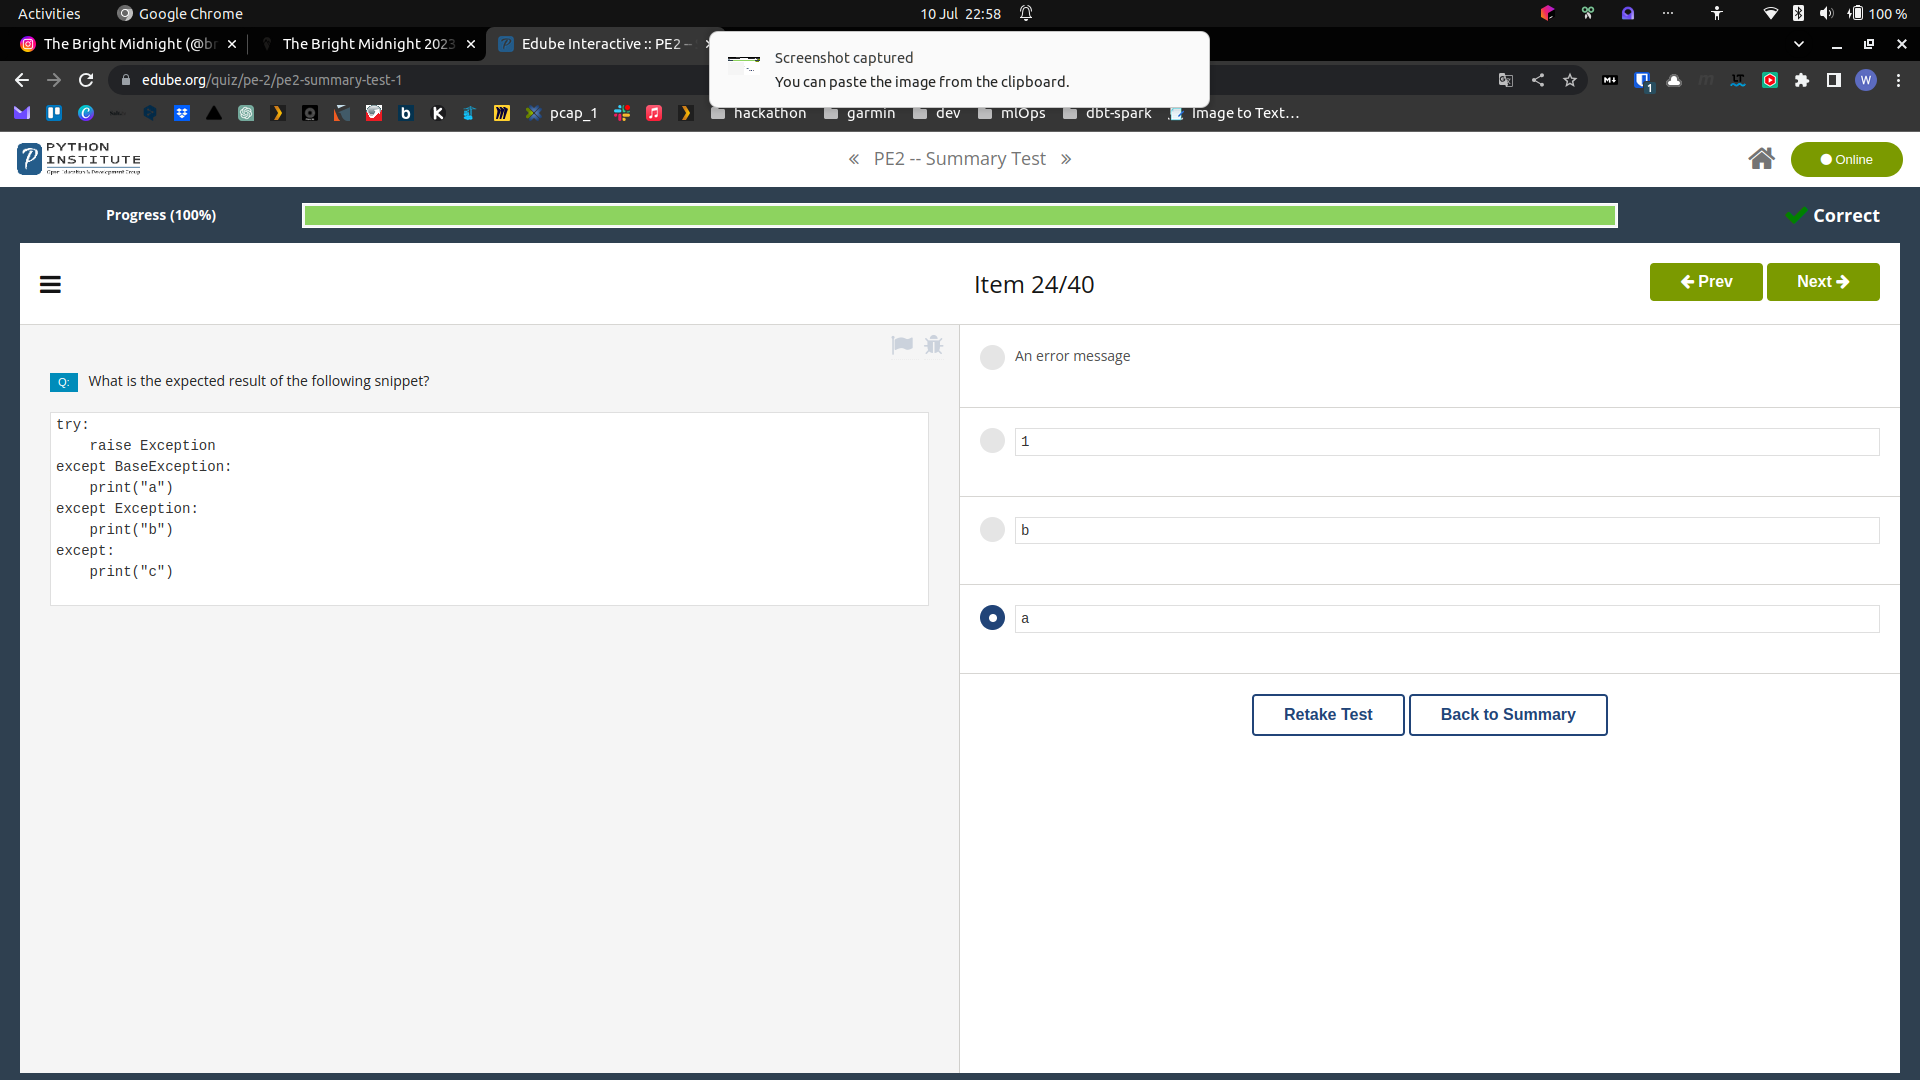 Activities
Google Chrome
10 Jul 22:58
100 %
The Bright Midnight (@br
The Bright Midnight 2023
Edube Interactive :: PE2 –
Screenshot captured
You can paste the image from the clipboard.
edube.org/quiz/pe-2/pe2-summary-test-1
pcap_1
hackathon
garmin
dev
mlOps
dbt-spark
Image to Text…
PYTHON
INSTITUTE
Open Education & Development Group
« PE2 -- Summary Test »
Online
Progress (100%)
Correct
Item 24/40
Prev
Next
Q: What is the expected result of the following snippet?
try:
    raise Exception
except BaseException:
    print("a")
except Exception:
    print("b")
except:
    print("c")
An error message
1
b
a
Retake Test
Back to Summary